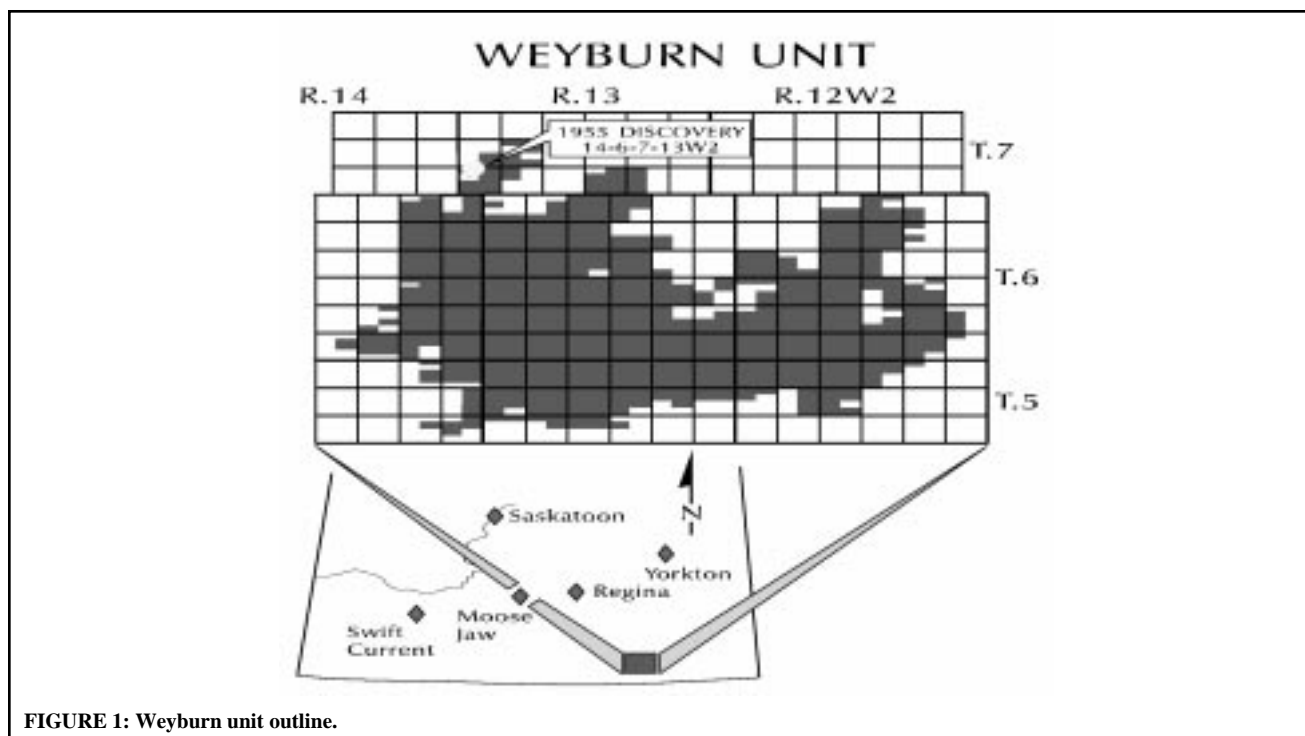 WEYBURN UNIT
R.14 R.13 R.12W2
1955 DISCOVERY
14-6-7-13W2
T.7
T.6
T.5
N
Saskatoon
Yorkton
Regina
Moose
Jaw
Swift
Current
FIGURE 1: Weyburn unit outline.